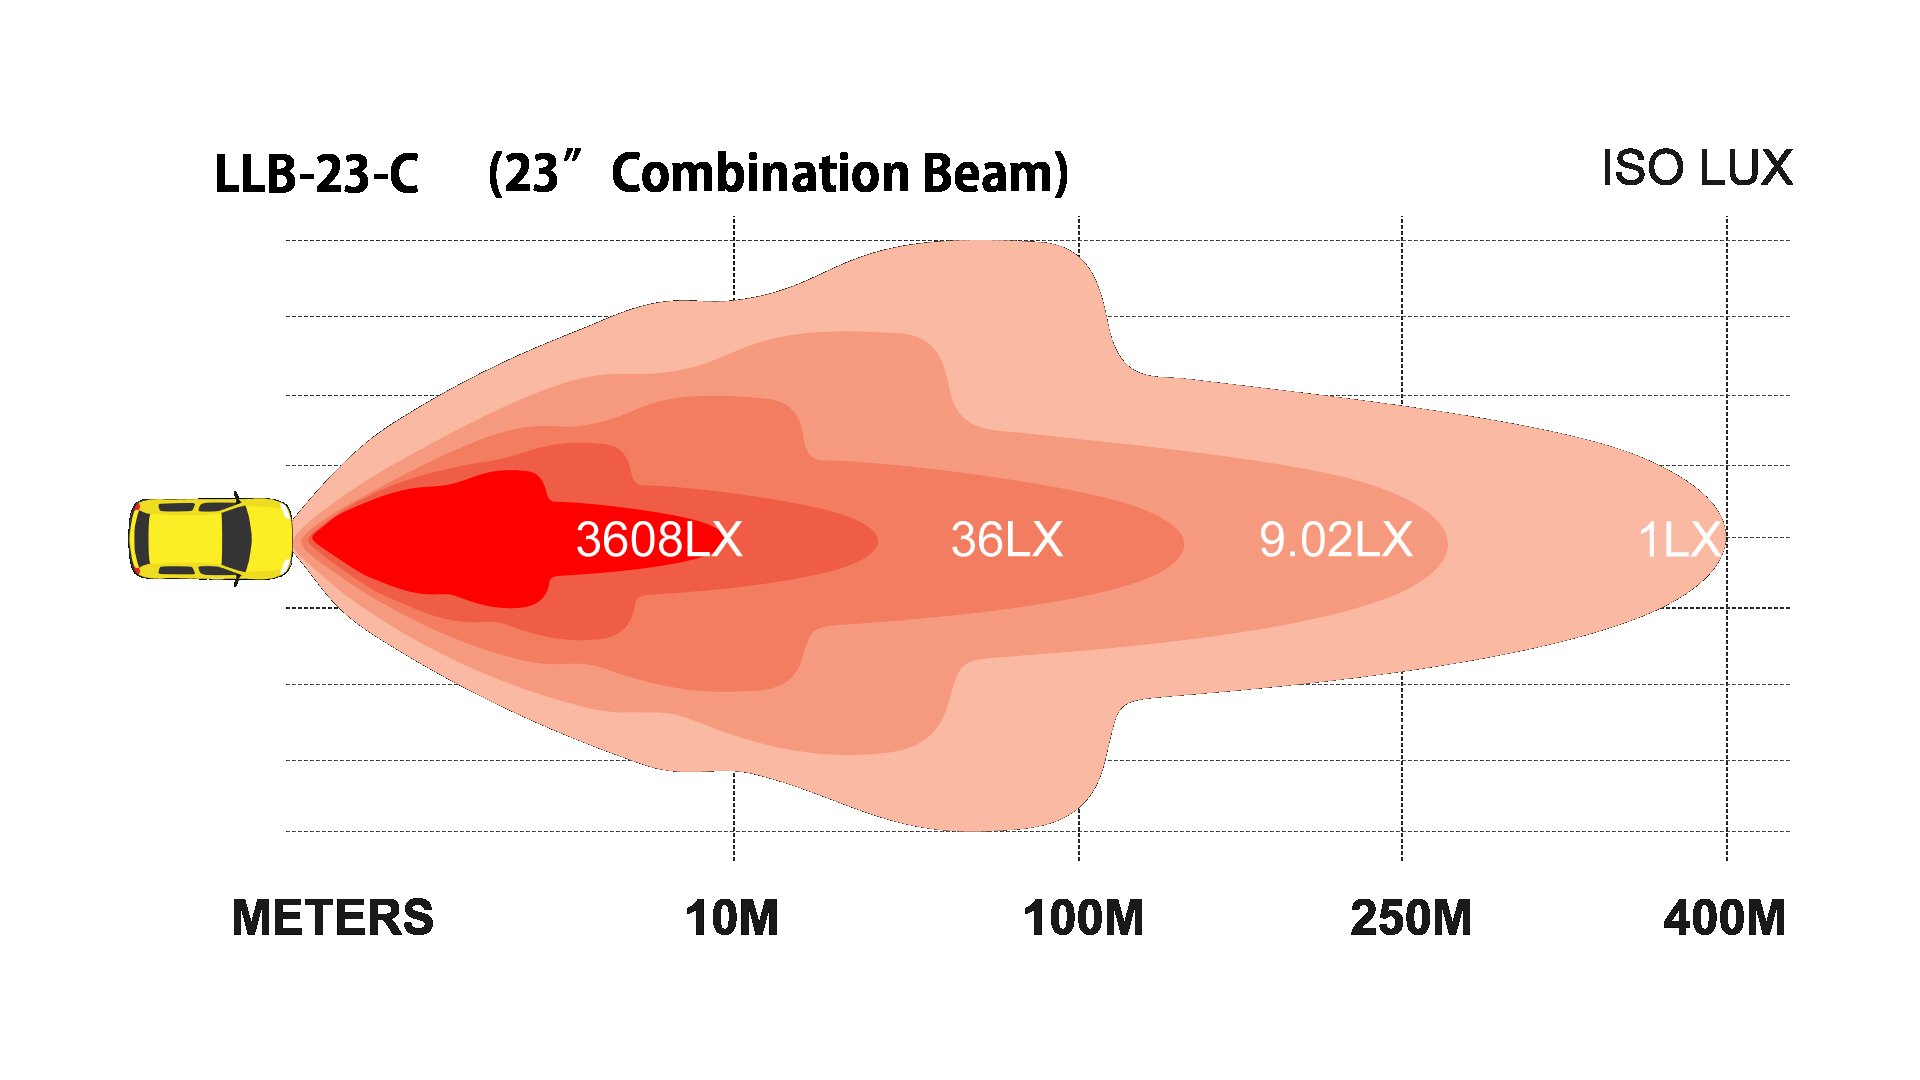 LLB-23-C (23″ Combination Beam)
ISO LUX
3608LX 36LX 9.02LX 1LX
METERS 10M 100M 250M 400M